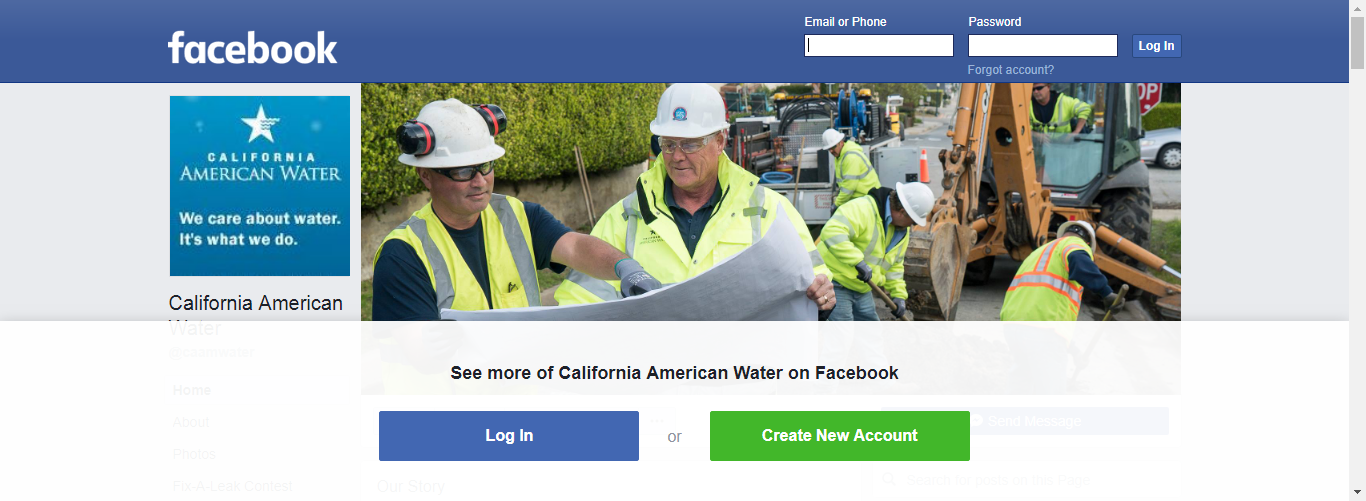 Email or Phone
Password
facebook
Log In
Forgot account?
CALIFORNIA
AMERICAN WATER
We care about water.
It's what we do.
California American
Water
See more of California American Water on Facebook
Home
About
Log In
or
Create New Account
Send Message
Photos
Fix-A-Leak Contest
Our Story
Search for posts on this Page